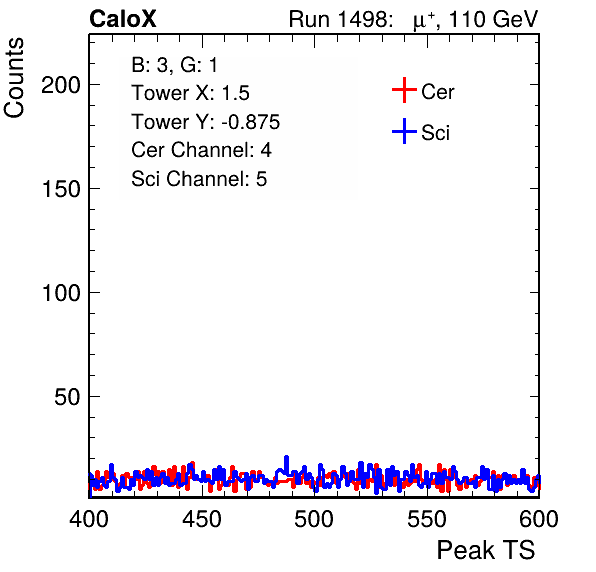 CaloX Run 1498: μ⁺, 110 GeV
Counts
B: 3, G: 1
Tower X: 1.5
Tower Y: -0.875
Cer Channel: 4
Sci Channel: 5
Cer
Sci
200
150
100
50
400 450 500 550 600
Peak TS